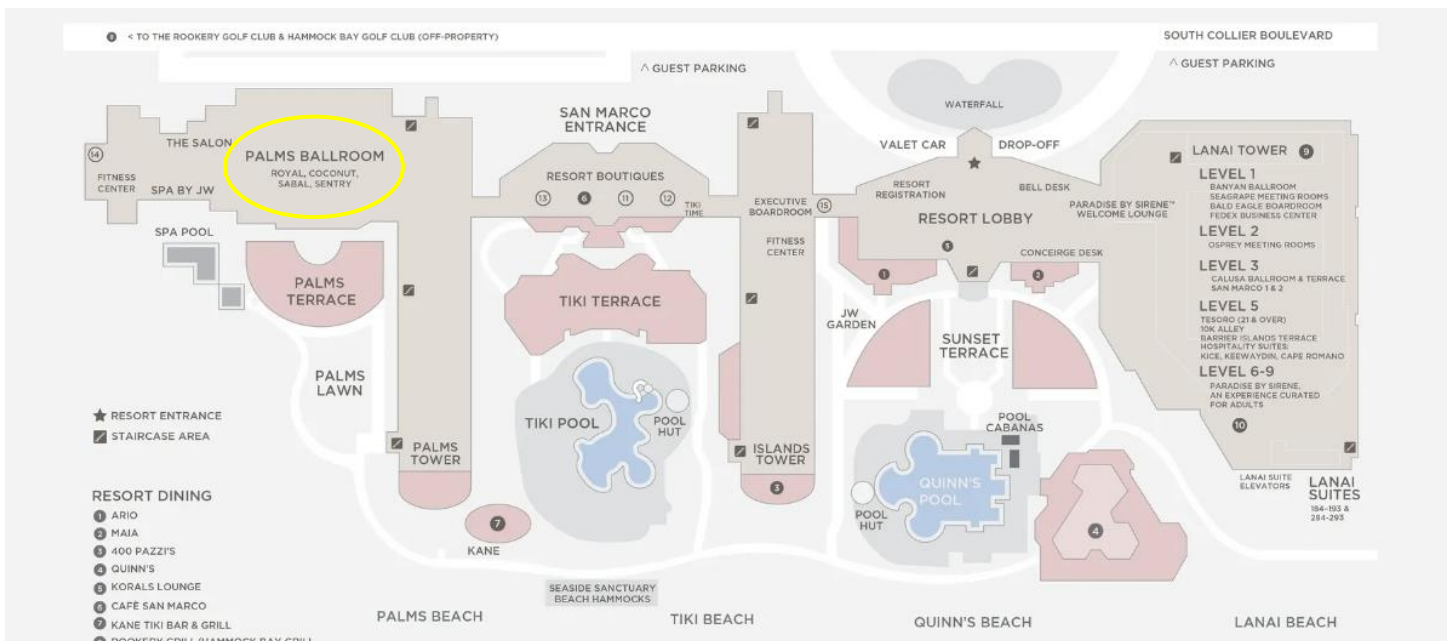 8 < TO THE ROOKERY GOLF CLUB & HAMMOCK BAY GOLF CLUB (OFF-PROPERTY)
SOUTH COLLIER BOULEVARD
^ GUEST PARKING
^ GUEST PARKING
WATERFALL
SAN MARCO
ENTRANCE
VALET CAR
DROP-OFF
THE SALON
14
FITNESS
CENTER
SPA BY JW
PALMS BALLROOM
ROYAL, COCONUT,
SABAL, SENTRY
RESORT BOUTIQUES
13
6
11
12
TIKI
TIME
EXECUTIVE
BOARDROOM
15
FITNESS
CENTER
RESORT
REGISTRATION
BELL DESK
RESORT LOBBY
PARADISE BY SIRENE™
WELCOME LOUNGE
5
CONCEIRGE DESK
1
2
LANAI TOWER 9
LEVEL 1
BANYAN BALLROOM
SEAGRAPE MEETING ROOMS
BALD EAGLE BOARDROOM
FEDEX BUSINESS CENTER
LEVEL 2
OSPREY MEETING ROOMS
LEVEL 3
CALUSA BALLROOM & TERRACE
SAN MARCO 1 & 2
LEVEL 5
TESORO (21 & OVER)
10K ALLEY
BARRIER ISLANDS TERRACE
HOSPITALITY SUITES:
KICE, KEEWAYDIN, CAPE ROMANO
LEVEL 6-9
PARADISE BY SIRENE,
AN EXPERIENCE CURATED
FOR ADULTS
10
LANAI SUITE
ELEVATORS
LANAI
SUITES
184-193 &
284-293
SPA POOL
PALMS
TERRACE
TIKI TERRACE
JW
GARDEN
SUNSET
TERRACE
PALMS
LAWN
TIKI POOL
POOL
HUT
POOL
CABANAS
PALMS
TOWER
ISLANDS
TOWER
3
QUINN'S
POOL
POOL
HUT
4
7
KANE
SEASIDE SANCTUARY
BEACH HAMMOCKS
PALMS BEACH
TIKI BEACH
QUINN'S BEACH
LANAI BEACH
RESORT ENTRANCE
STAIRCASE AREA
RESORT DINING
1 ARIO
2 MAIA
3 400 PAZZI'S
4 QUINN'S
5 KORALS LOUNGE
6 CAFÈ SAN MARCO
7 KANE TIKI BAR & GRILL